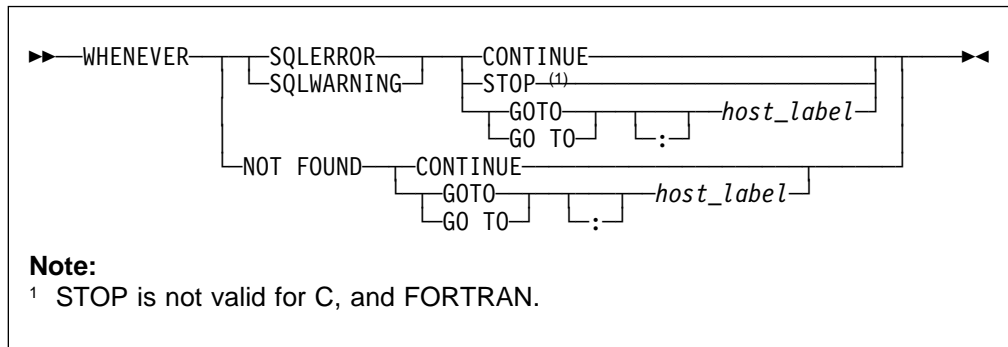 WHENEVER SQLERROR CONTINUE
SQLWARNING STOP (1)
GOTO host_label
GO TO :
NOT FOUND CONTINUE
GOTO host_label
GO TO :
Note:
1 STOP is not valid for C, and FORTRAN.